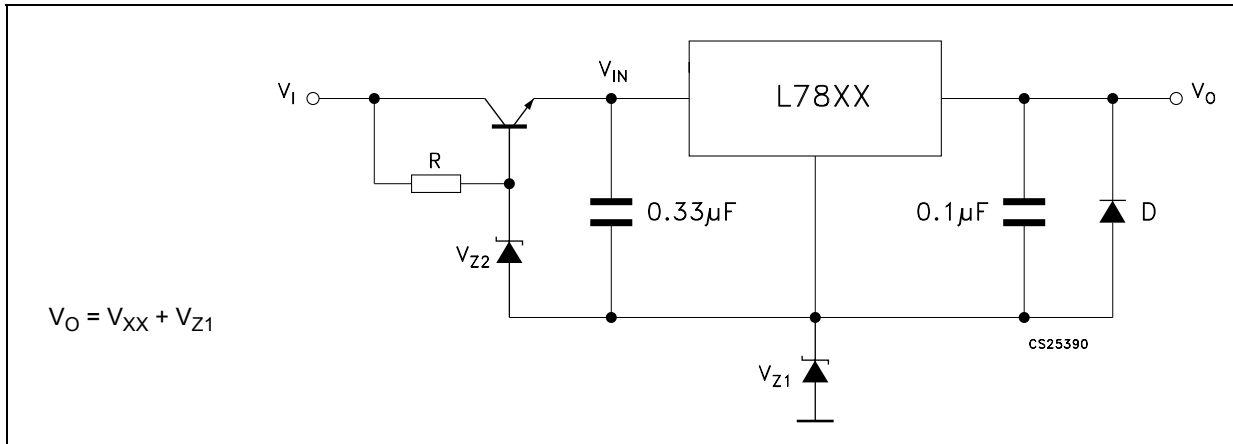 V_IN
L78XX
V_I
V_O
R
0.33µF
0.1µF
D
V_Z2
V_O = V_XX + V_Z1
CS25390
V_Z1